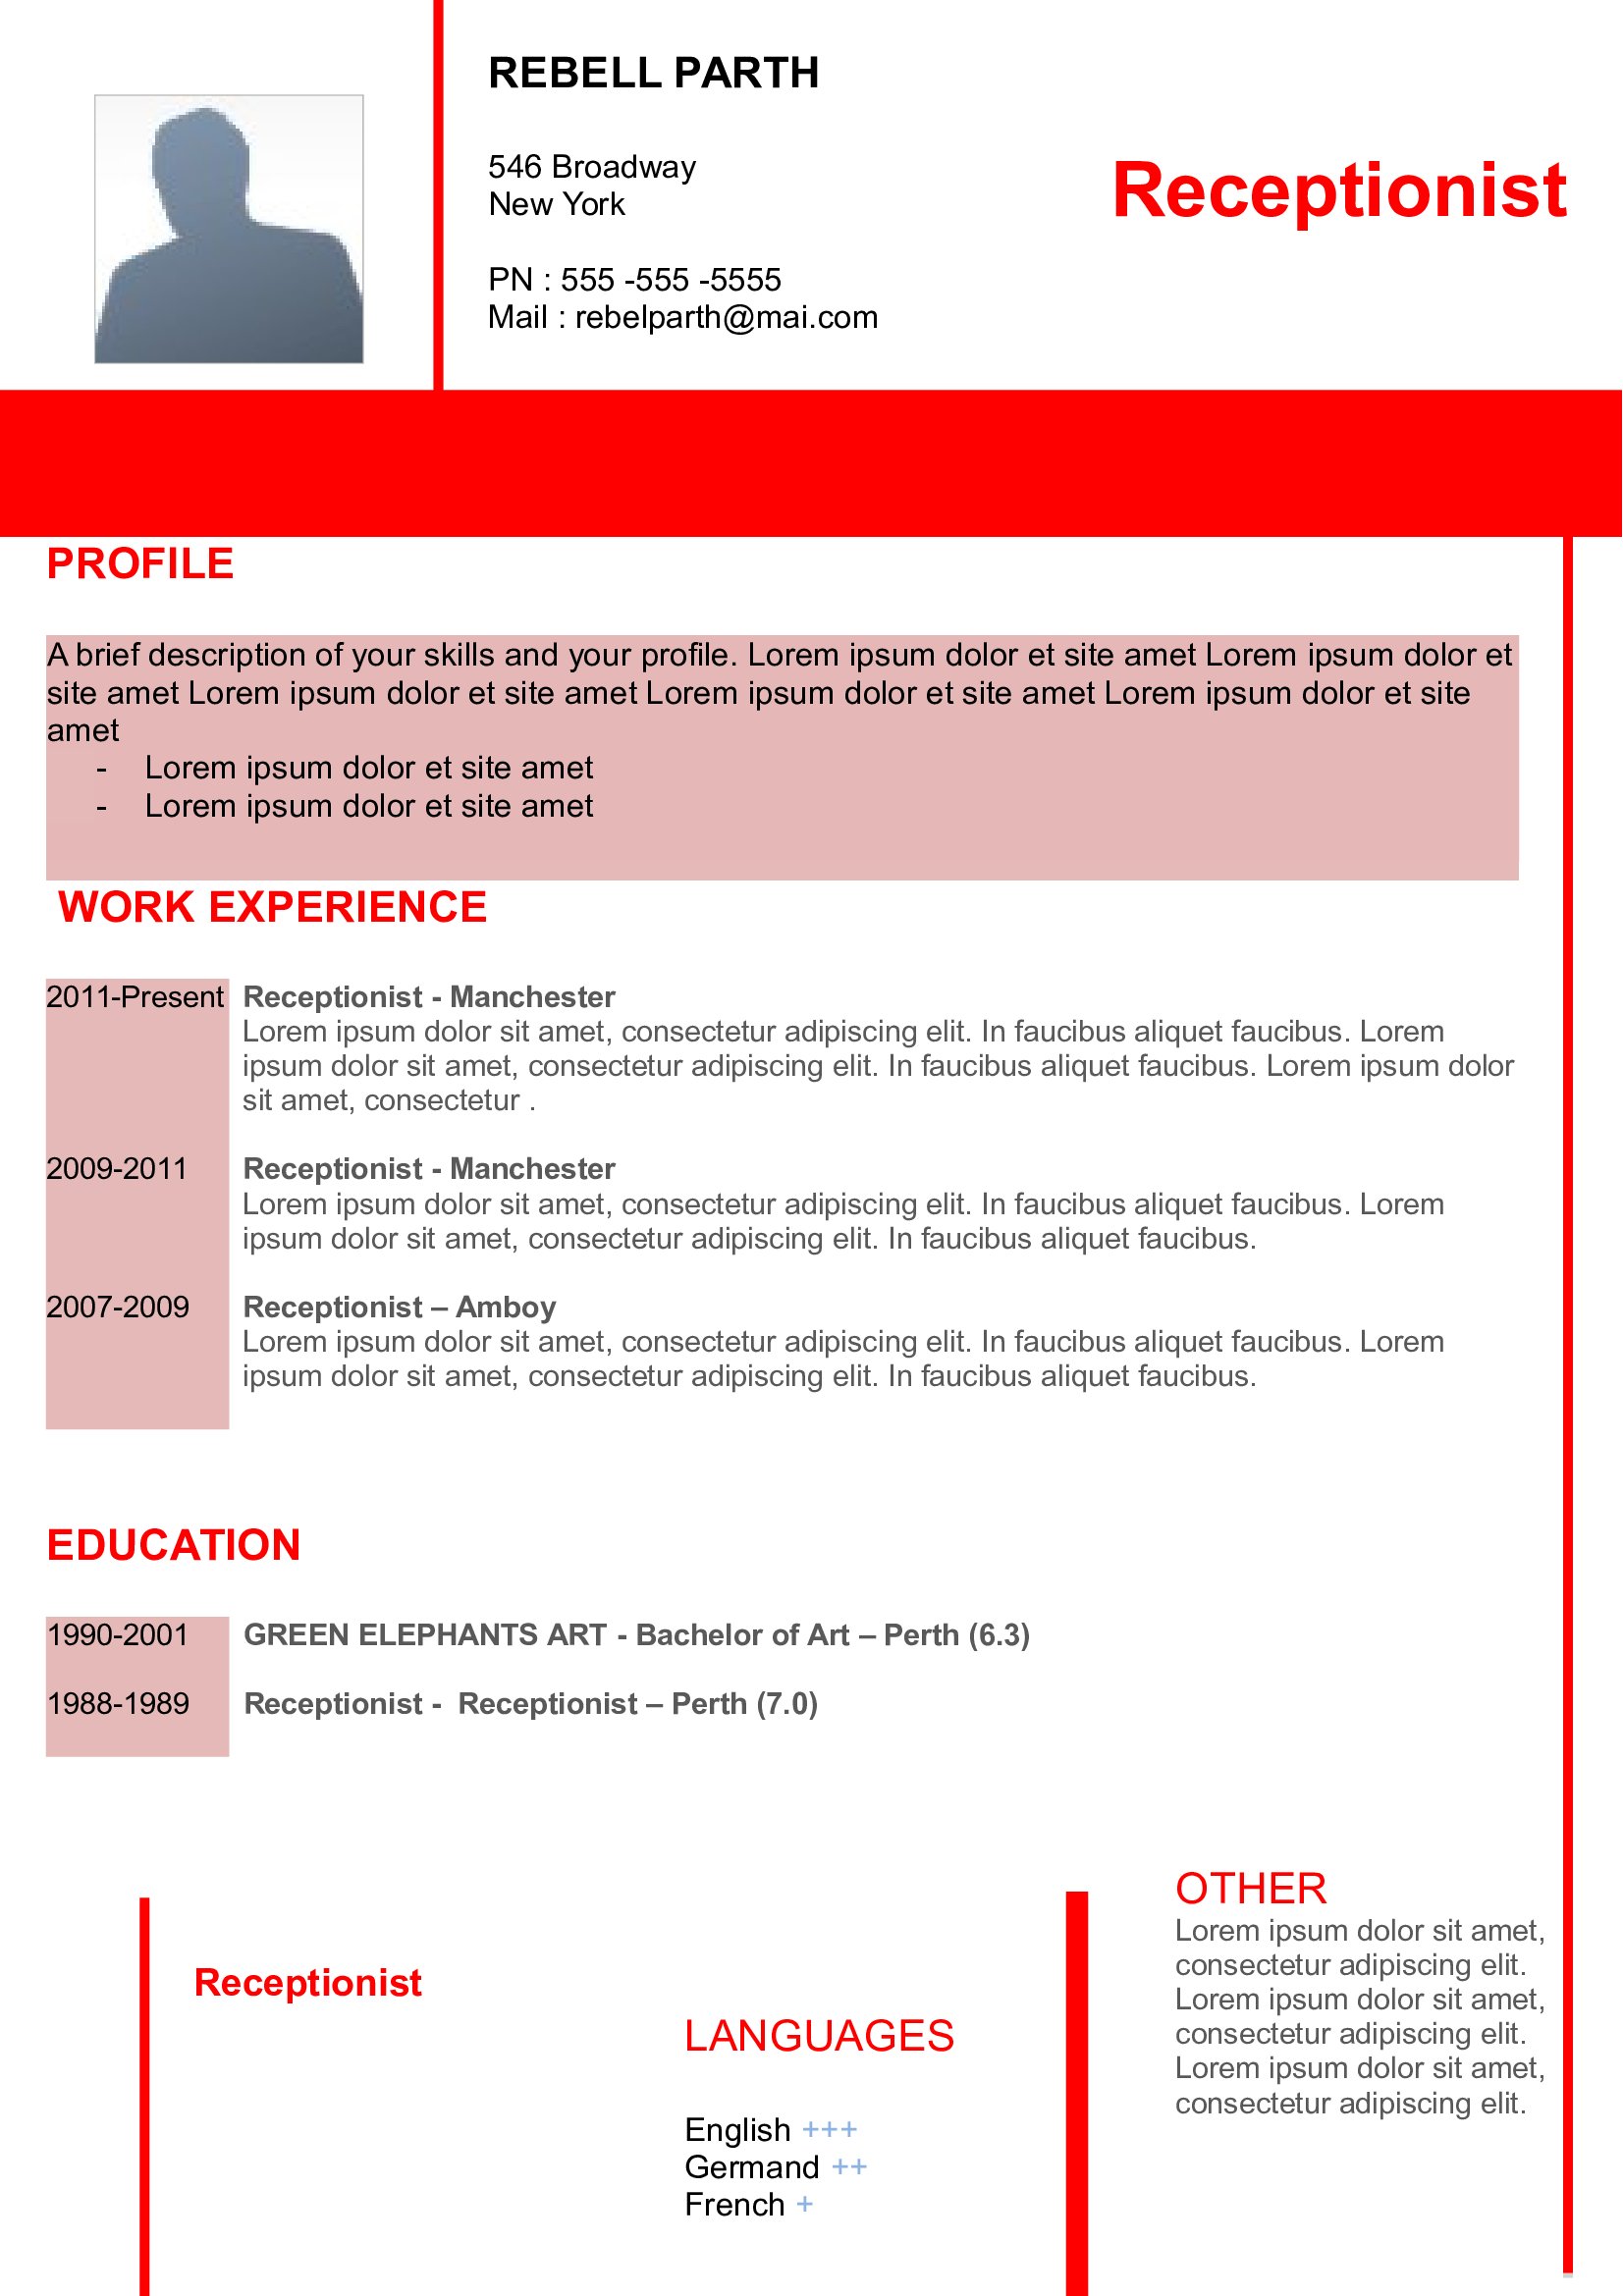 REBELL PARTH
546 Broadway
New York
PN : 555 -555 -5555
Mail : rebelparth@mai.com
Receptionist
PROFILE
A brief description of your skills and your profile. Lorem ipsum dolor et site amet Lorem ipsum dolor et
site amet Lorem ipsum dolor et site amet Lorem ipsum dolor et site amet Lorem ipsum dolor et site
amet
- Lorem ipsum dolor et site amet
- Lorem ipsum dolor et site amet
WORK EXPERIENCE
2011-Present Receptionist - Manchester
Lorem ipsum dolor sit amet, consectetur adipiscing elit. In faucibus aliquet faucibus. Lorem
ipsum dolor sit amet, consectetur adipiscing elit. In faucibus aliquet faucibus. Lorem ipsum dolor
sit amet, consectetur .
2009-2011 Receptionist - Manchester
Lorem ipsum dolor sit amet, consectetur adipiscing elit. In faucibus aliquet faucibus. Lorem
ipsum dolor sit amet, consectetur adipiscing elit. In faucibus aliquet faucibus.
2007-2009 Receptionist – Amboy
Lorem ipsum dolor sit amet, consectetur adipiscing elit. In faucibus aliquet faucibus. Lorem
ipsum dolor sit amet, consectetur adipiscing elit. In faucibus aliquet faucibus.
EDUCATION
1990-2001 GREEN ELEPHANTS ART - Bachelor of Art – Perth (6.3)
1988-1989 Receptionist - Receptionist – Perth (7.0)
Receptionist
LANGUAGES
English +++
Germand ++
French +
OTHER
Lorem ipsum dolor sit amet,
consectetur adipiscing elit.
Lorem ipsum dolor sit amet,
consectetur adipiscing elit.
Lorem ipsum dolor sit amet,
consectetur adipiscing elit.